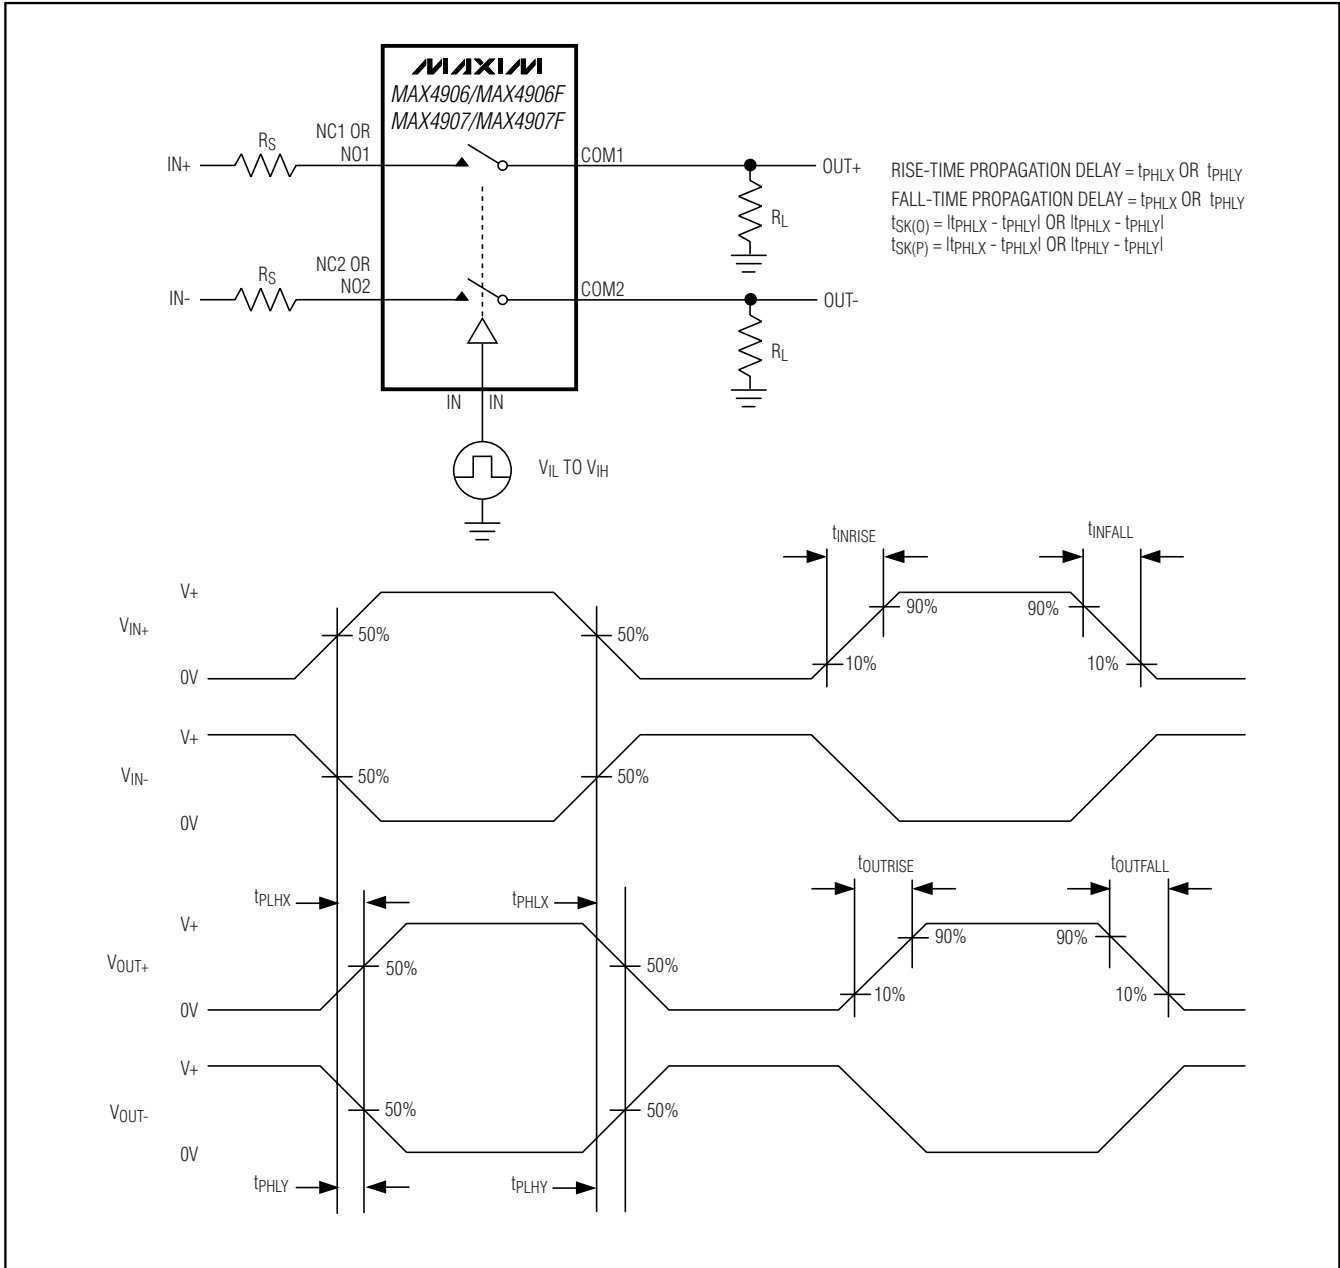 MAXIM
MAX4906/MAX4906F
MAX4907/MAX4907F
IN+
RS
NC1 OR
NO1
COM1
OUT+
RL
IN-
RS
NC2 OR
NO2
COM2
OUT-
RL
IN
IN
VIL TO VIH
RISE-TIME PROPAGATION DELAY = tPHLX OR tPHLY
FALL-TIME PROPAGATION DELAY = tPHLX OR tPHLY
tSK(O) = |tPHLX - tPHLY| OR |tPHLX - tPHLY|
tSK(P) = |tPHLX - tPHLX| OR |tPHLY - tPHLY|
tINRISE
tINFALL
V+
VIN+
0V
50%
50%
10%
90%
90%
10%
V+
VIN-
0V
50%
50%
tOUTRISE
tOUTFALL
tPLHX
tPHLX
V+
VOUT+
0V
50%
50%
10%
90%
90%
10%
V+
VOUT-
0V
50%
50%
tPHLY
tPLHY